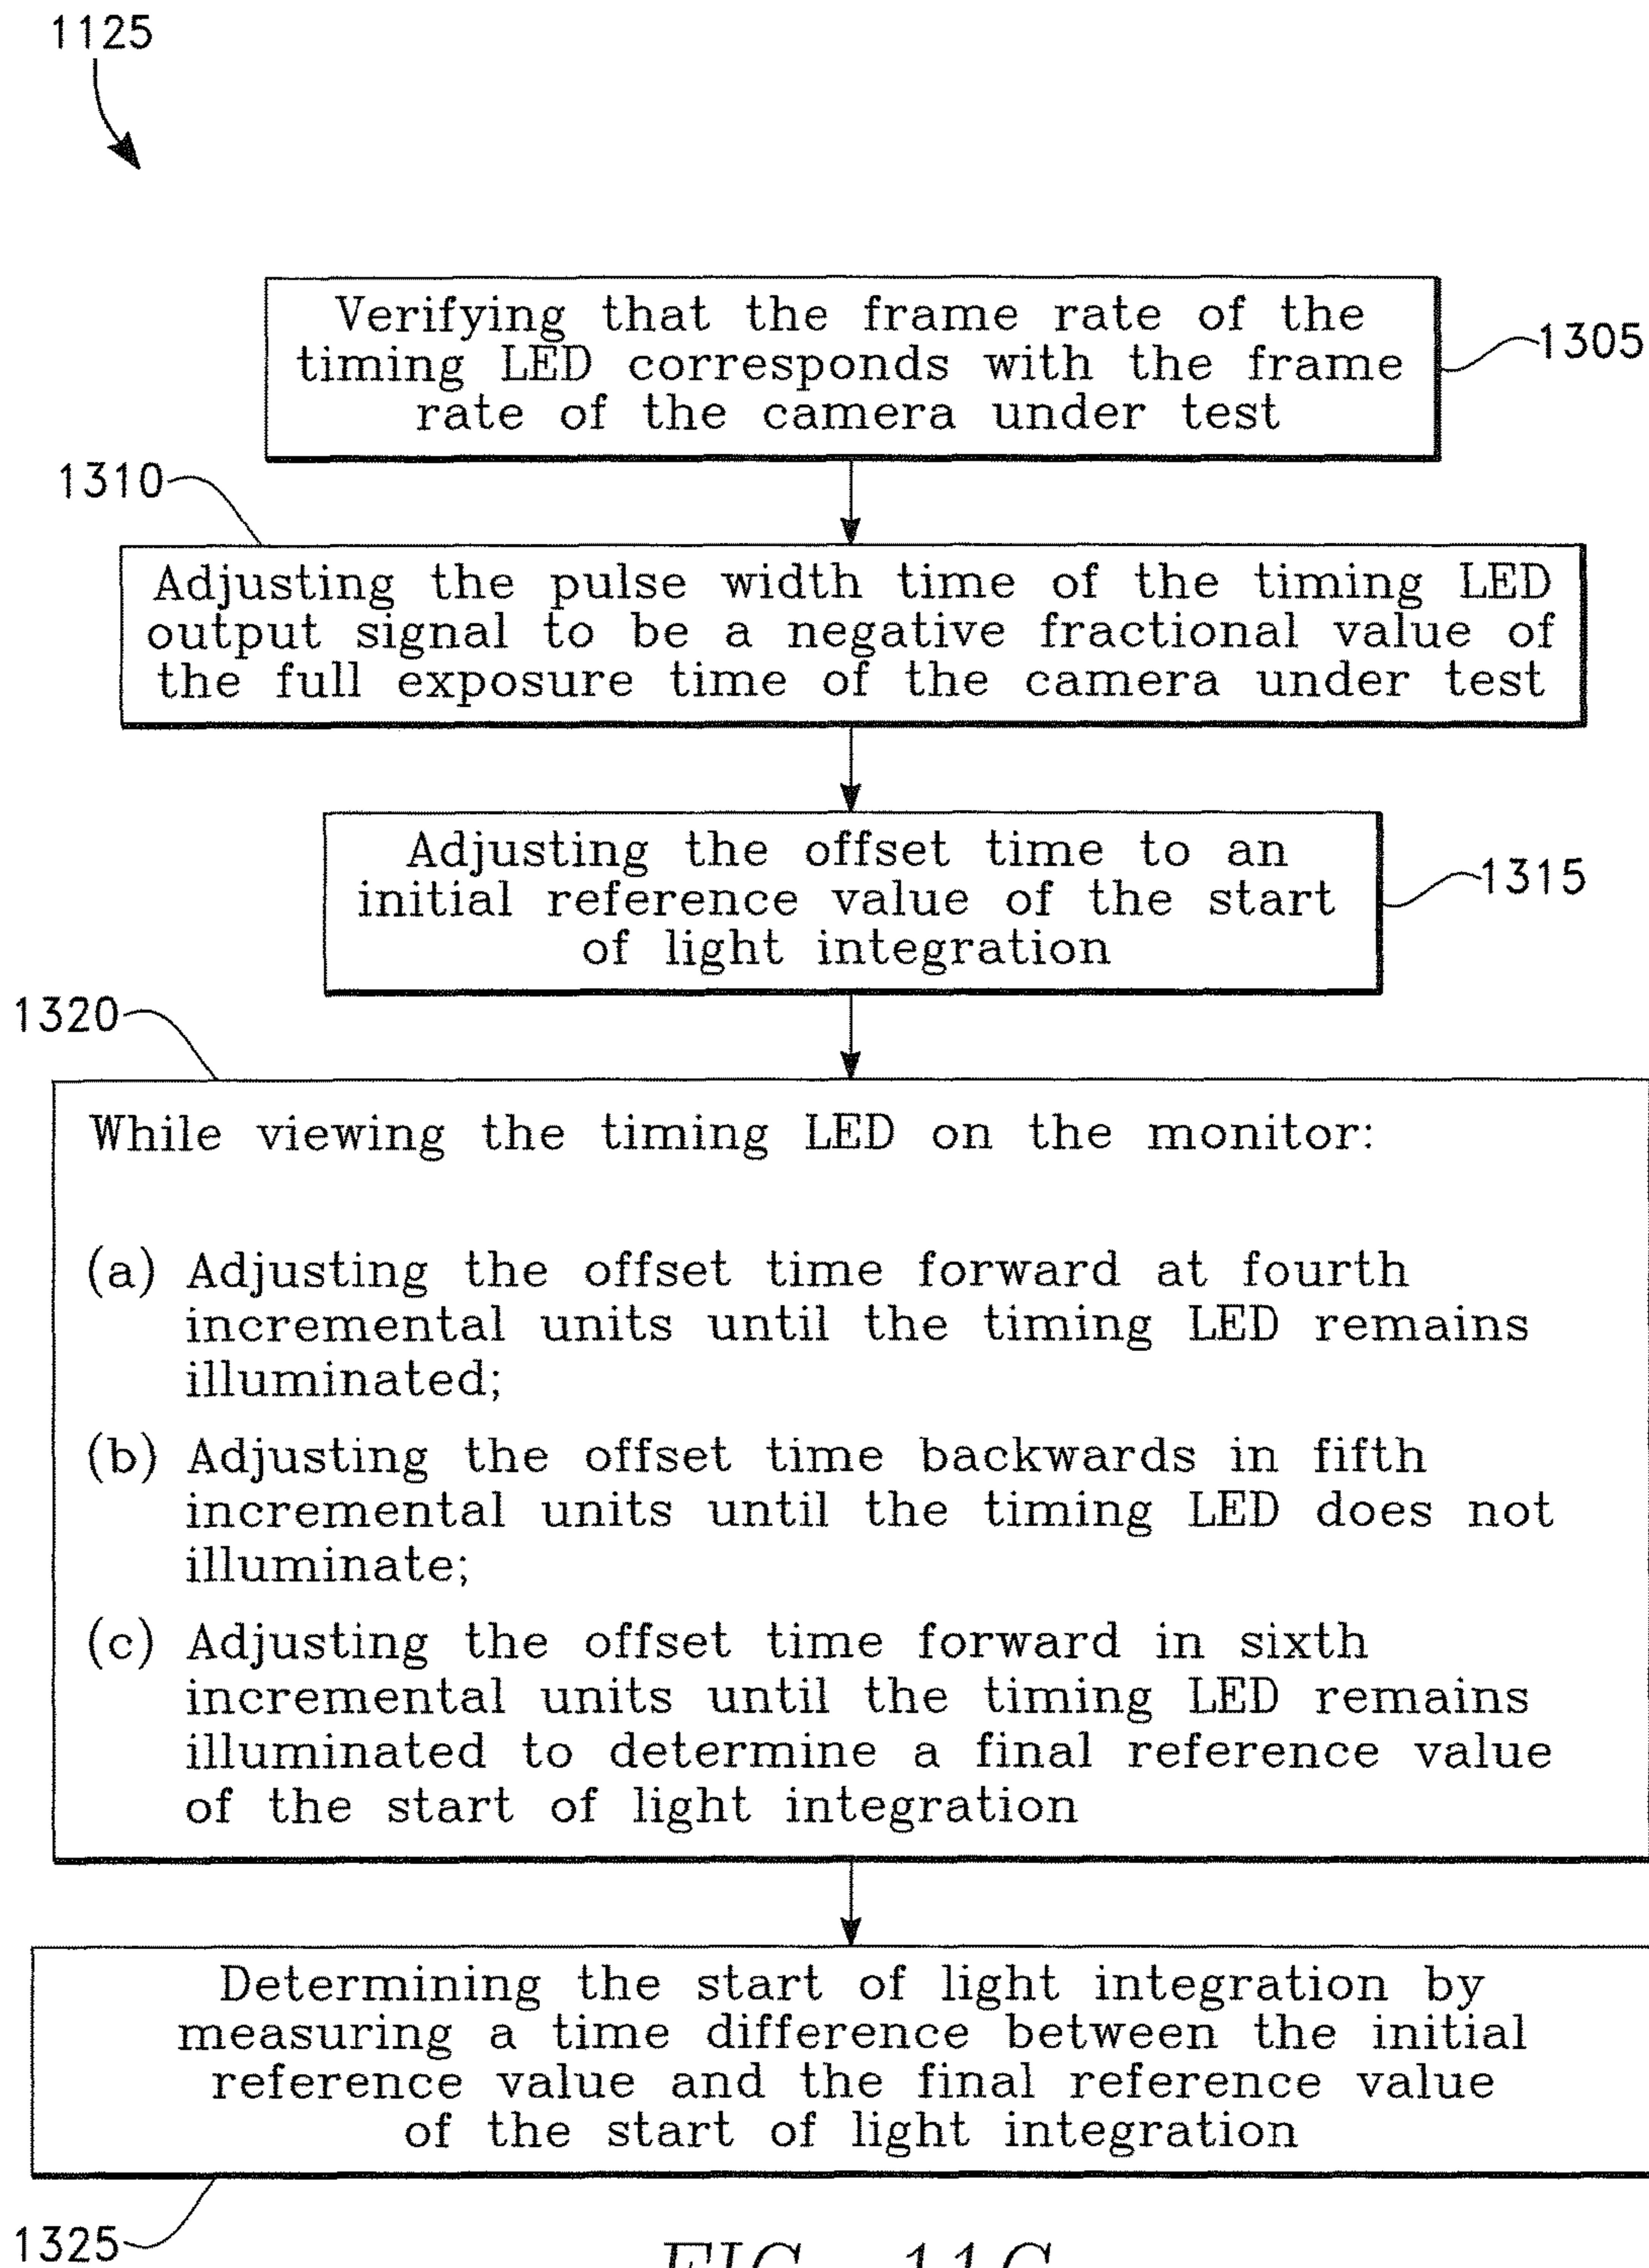 1125
Verifying that the frame rate of the
timing LED corresponds with the frame
rate of the camera under test
1305
1310
Adjusting the pulse width time of the timing LED
output signal to be a negative fractional value of
the full exposure time of the camera under test
Adjusting the offset time to an
initial reference value of the start
of light integration
1315
1320
While viewing the timing LED on the monitor:
(a) Adjusting the offset time forward at fourth
incremental units until the timing LED remains
illuminated;
(b) Adjusting the offset time backwards in fifth
incremental units until the timing LED does not
illuminate;
(c) Adjusting the offset time forward in sixth
incremental units until the timing LED remains
illuminated to determine a final reference value
of the start of light integration
Determining the start of light integration by
measuring a time difference between the initial
reference value and the final reference value
of the start of light integration
1325